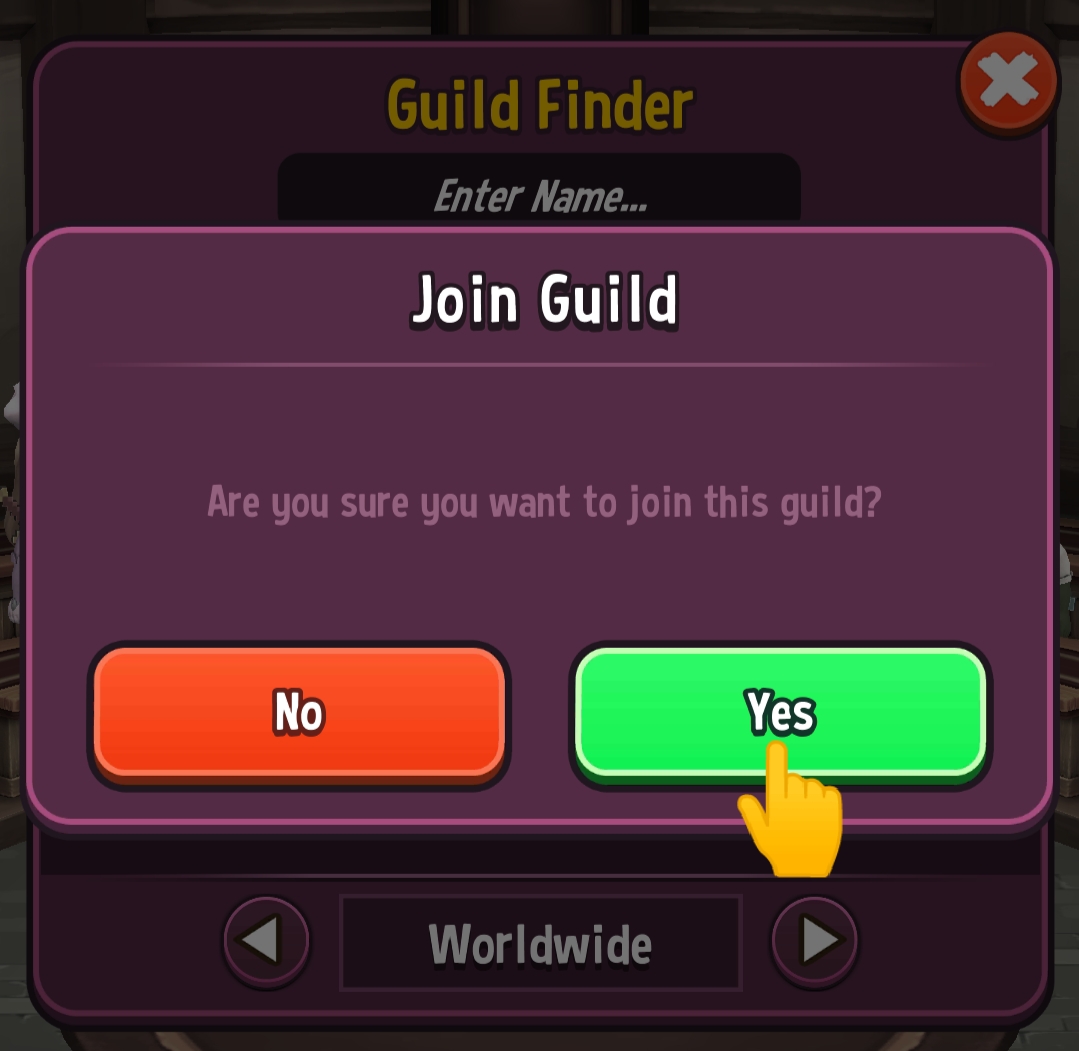 Guild Finder
Enter Name...
Join Guild
Are you sure you want to join this guild?
No
Yes
Worldwide